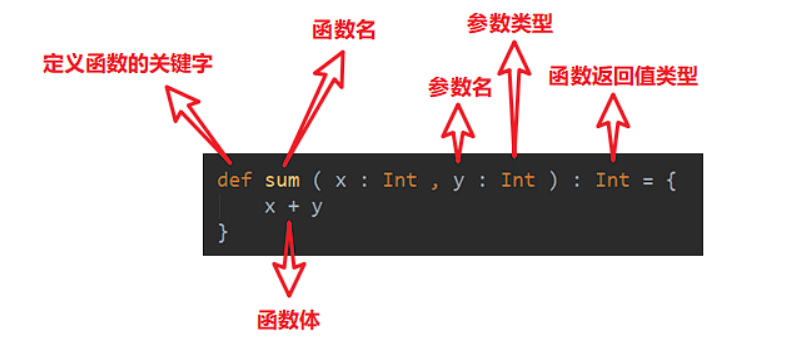 函数名
参数类型
定义函数的关键字
参数名
函数返回值类型
def sum ( x : Int , y : Int ) : Int = {
x + y
}
函数体